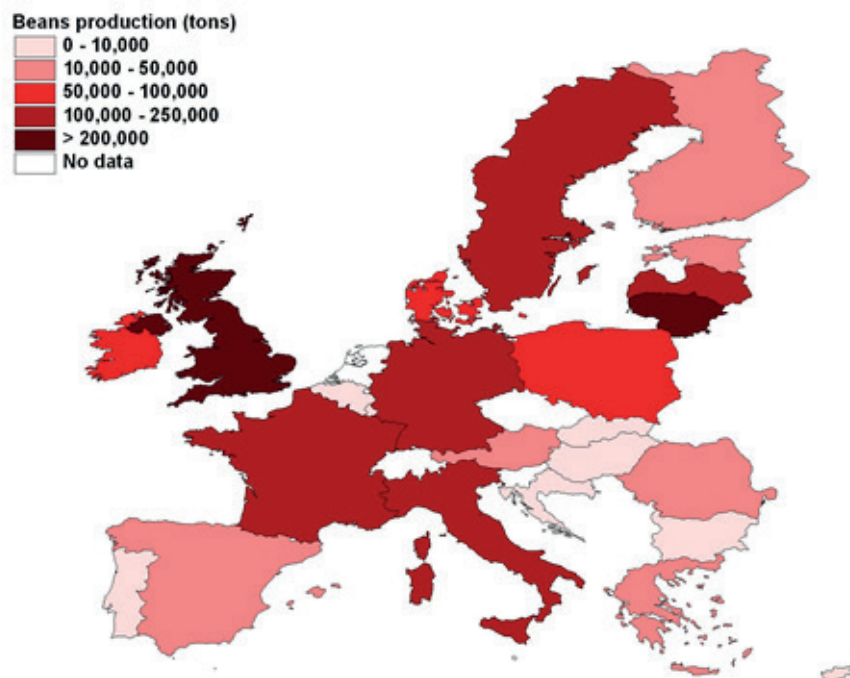 Beans production (tons)
0 - 10,000
10,000 - 50,000
50,000 - 100,000
100,000 - 250,000
> 200,000
No data